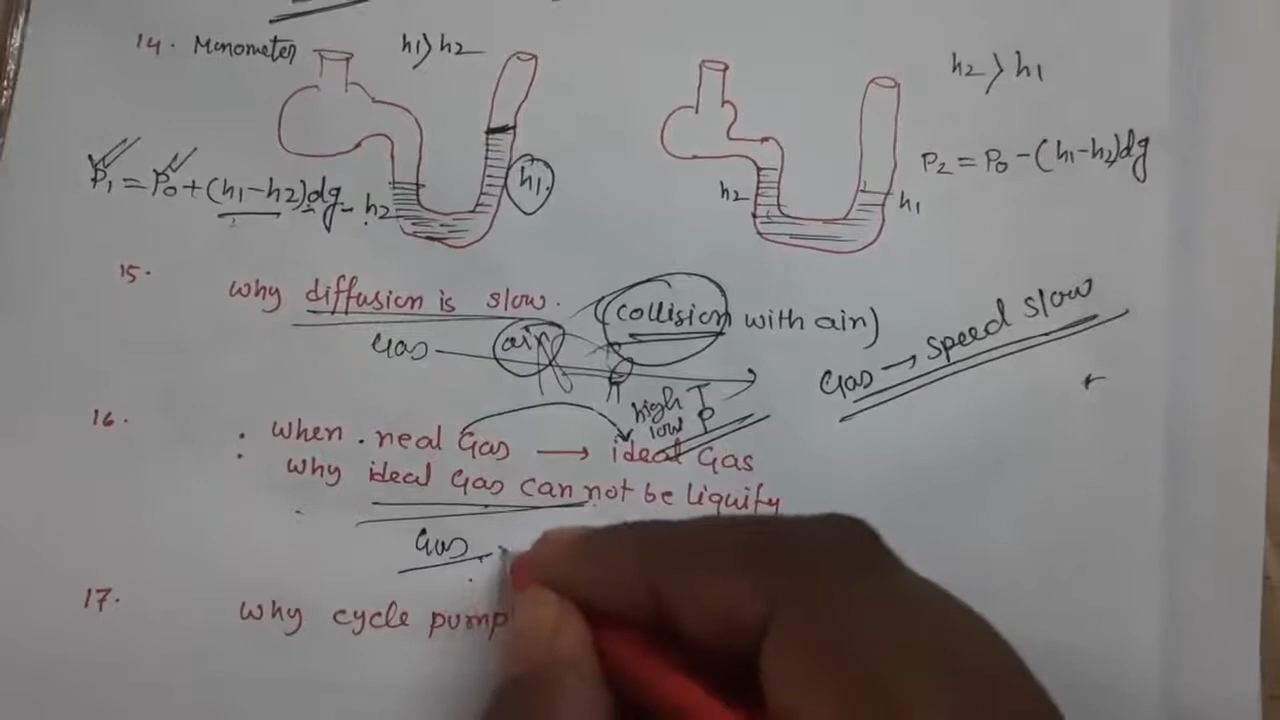 14. Manometer h1>h2
h2 > h1
P1 = P0 + (h1-h2)dg h2 h1
h2 h1 P2 = P0 - (h1-h2)dg
15. Why diffusion is slow. (collision with air)
Gas air Gas → speed slow
high T
low P
16. : when . real Gas → ideal Gas
: why ideal Gas can not be liquify
Gas
17. why cycle pump